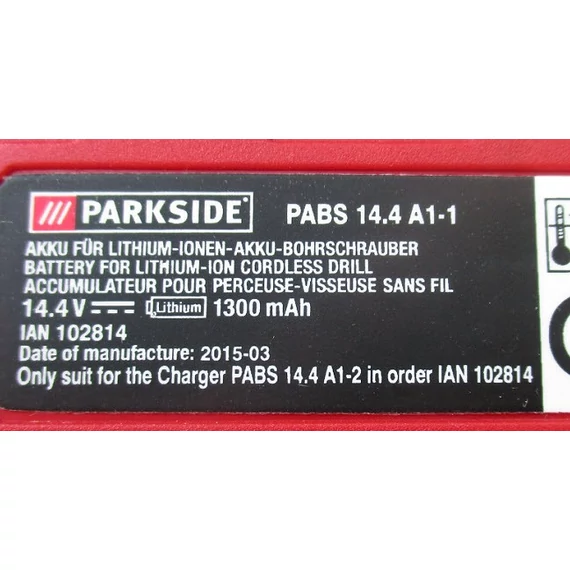 PARKSIDE® PABS 14.4 A1-1
AKKU FÜR LITHIUM-IONEN-AKKU-BOHRSCHRAUBER
BATTERY FOR LITHIUM-ION CORDLESS DRILL
ACCUMULATEUR POUR PERCEUSE-VISSEUSE SANS FIL
14.4 V Lithium 1300 mAh
IAN 102814
Date of manufacture: 2015-03
Only suit for the Charger PABS 14.4 A1-2 in order IAN 102814